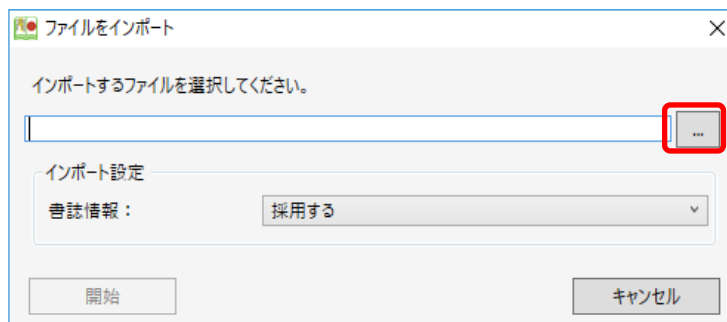 ファイルをインポート
インポートするファイルを選択してください。
...
インポート設定
書誌情報： 採用する
開始 キャンセル